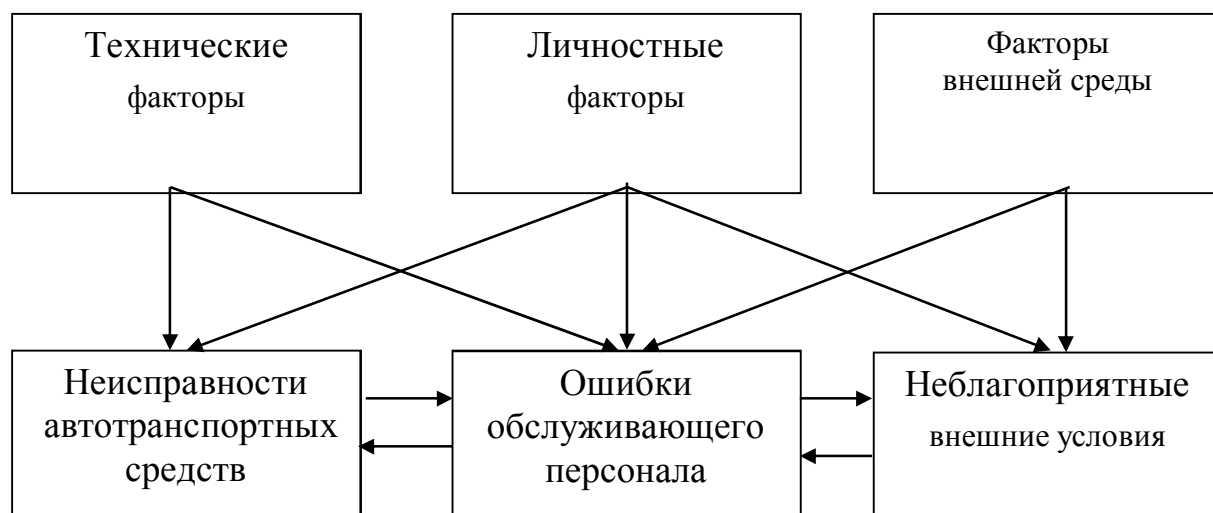 Технические
факторы
Личностные
факторы
Факторы
внешней среды
Неисправности
автотранспортных
средств
Ошибки
обслуживающего
персонала
Неблагоприятные
внешние условия